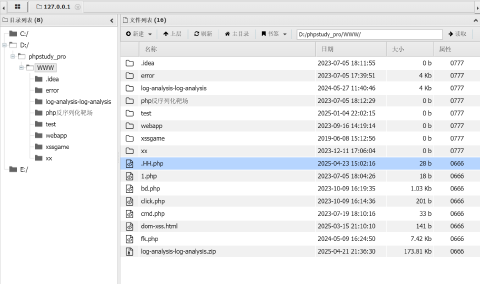 127.0.0.1
目录列表 (8)
C:/
D:/
phpstudy_pro
WWW
.idea
error
log-analysis-log-analysis
php反序列化靶场
test
webapp
xssgame
xx
E:/
文件列表 (16)
新建 上层 刷新 主目录 书签 D:/phpstudy_pro/WWW/ 读取
名称 日期 大小 属性
.idea 2023-07-05 18:11:55 0 b 0777
error 2023-07-05 17:39:51 4 Kb 0777
log-analysis-log-analysis 2024-05-27 11:40:46 4 Kb 0777
php反序列化靶场 2023-07-05 18:12:29 0 b 0777
test 2025-01-04 22:02:15 0 b 0777
webapp 2023-09-16 14:19:14 0 b 0777
xssgame 2019-06-08 15:12:56 0 b 0777
xx 2023-12-11 17:06:04 0 b 0777
.HH.php 2025-04-23 15:02:16 28 b 0666
1.php 2023-07-05 18:04:26 18 b 0666
bd.php 2023-10-09 16:19:35 1.03 Kb 0666
click.php 2023-10-09 16:14:36 201 b 0666
cmd.php 2023-07-19 18:10:16 33 b 0666
dom-xss.html 2025-03-15 21:10:10 141 b 0666
fk.php 2024-05-09 16:24:50 7.42 Kb 0666
log-analysis-log-analysis.zip 2025-04-21 21:36:30 173.81 Kb 0666